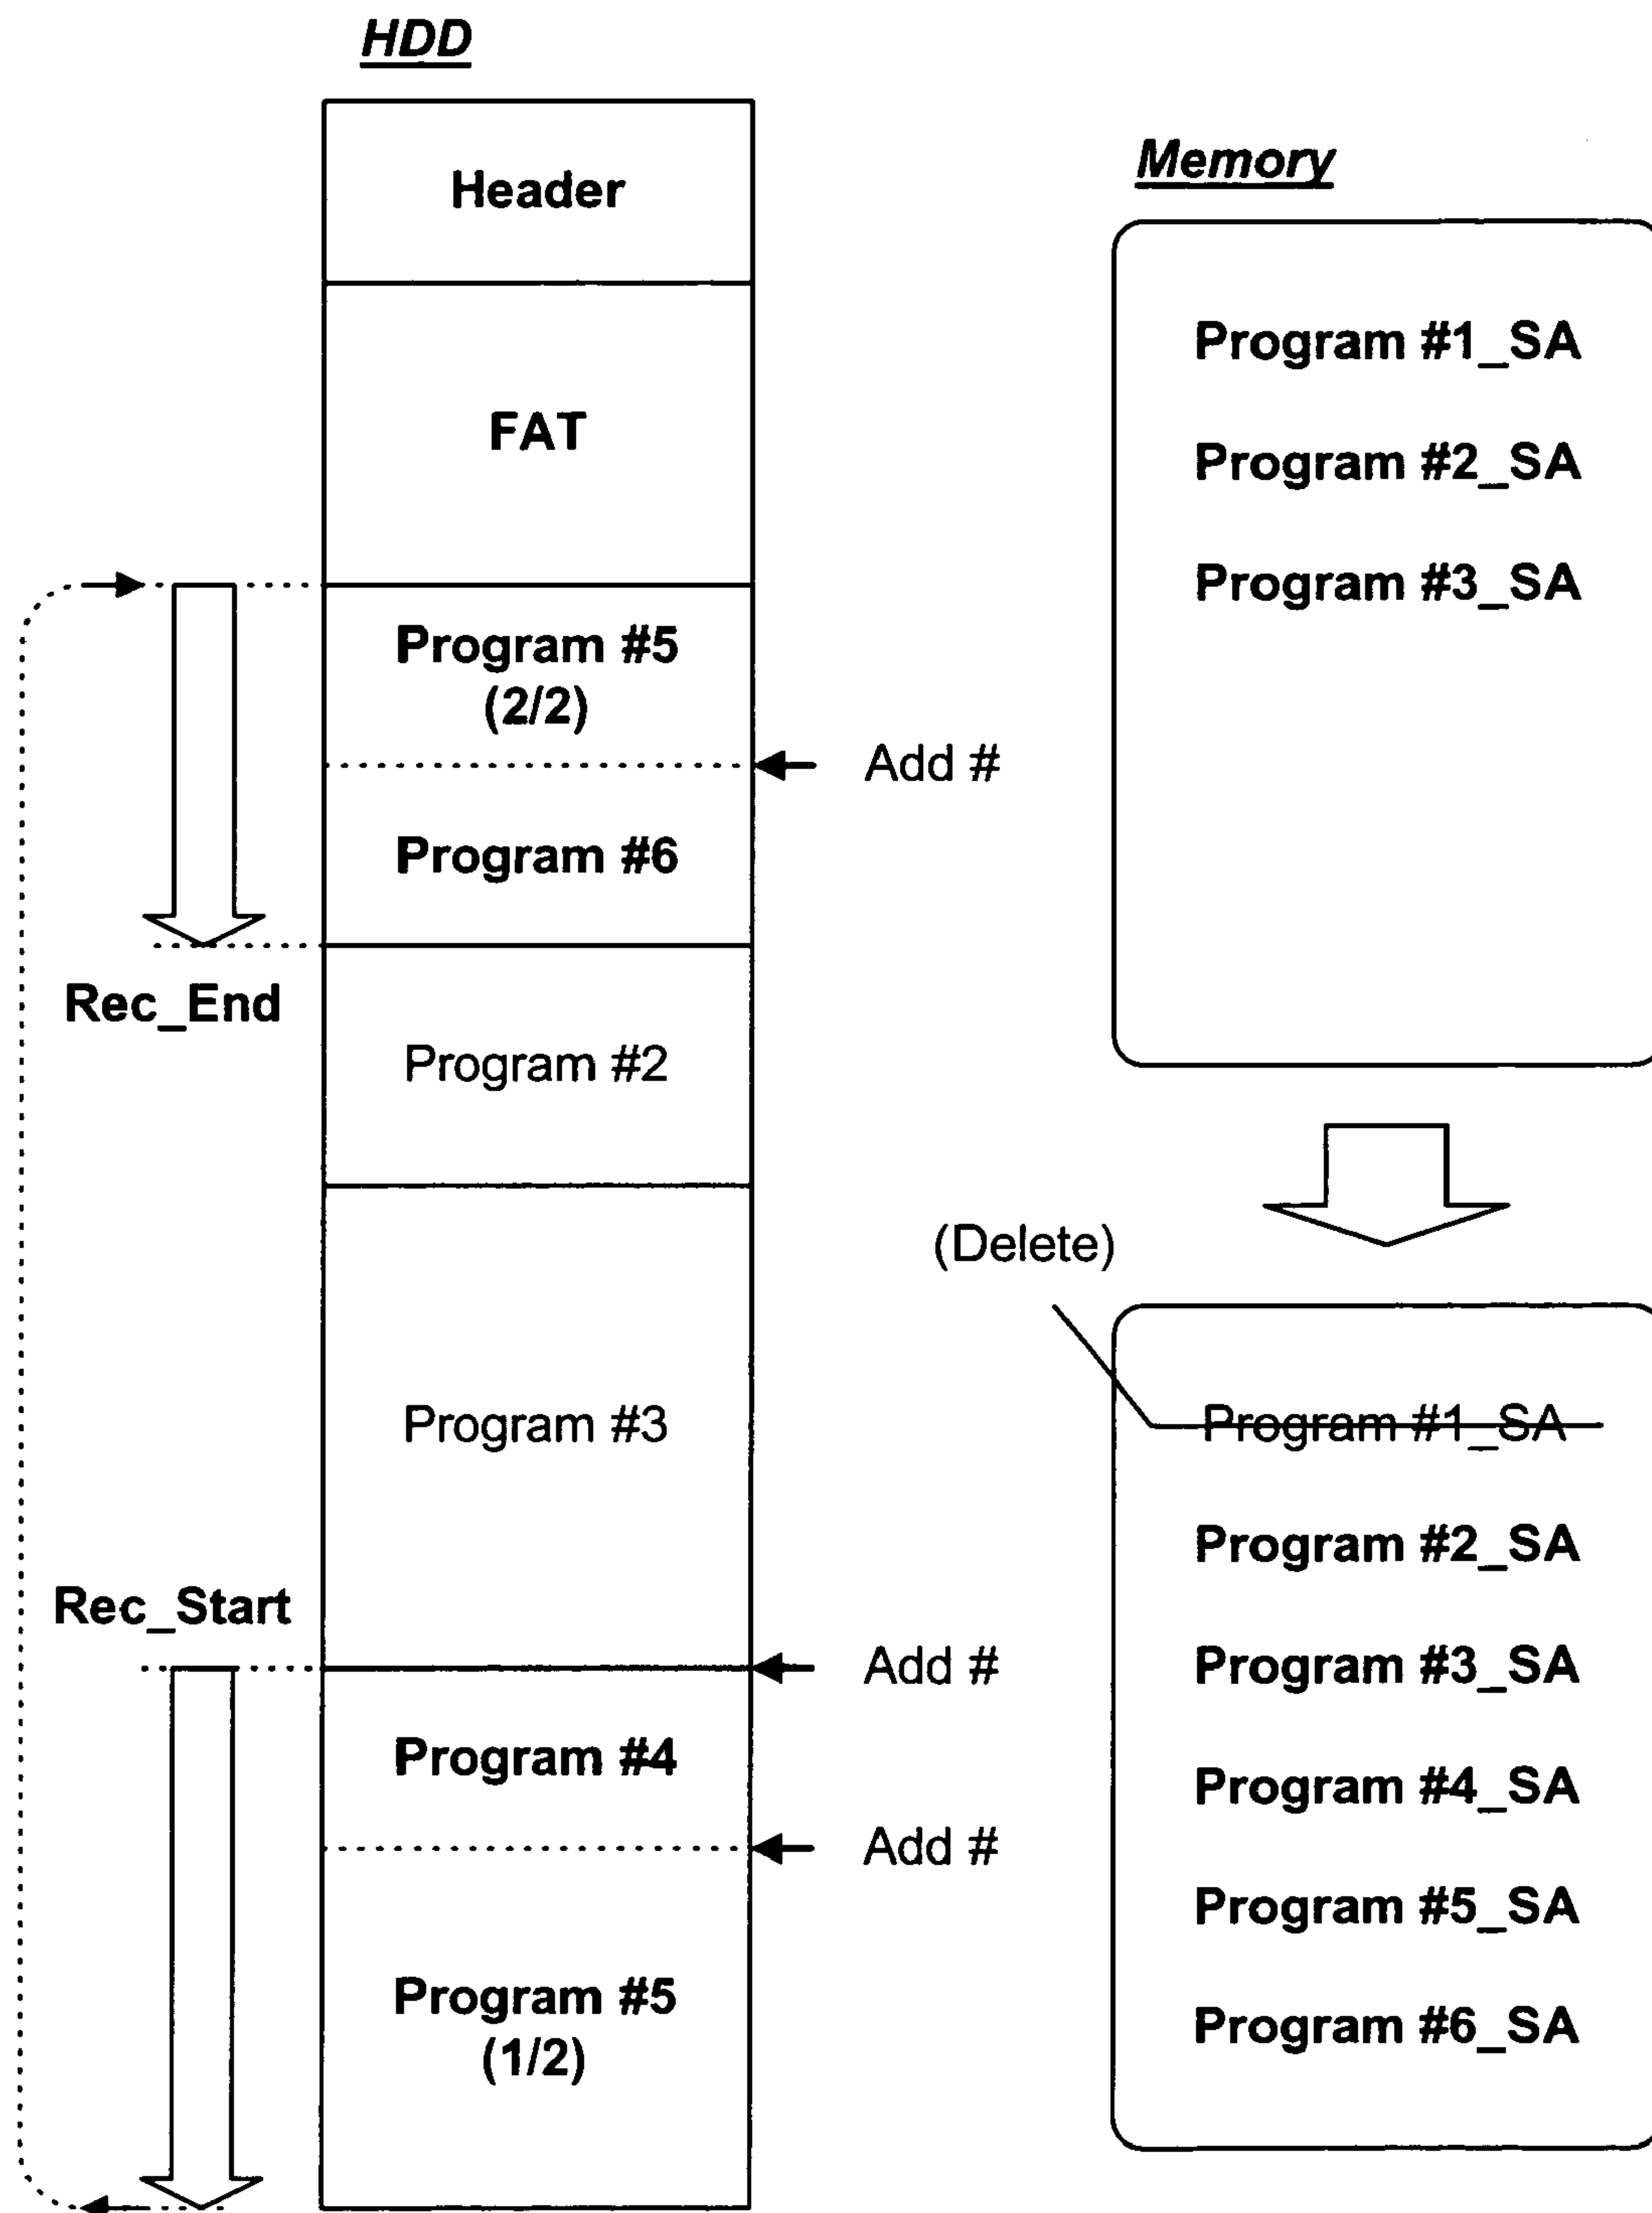 HDD
Header
FAT
Program #5
(2/2)
Add #
Program #6
Rec_End
Program #2
Program #3
Rec_Start
Add #
Program #4
Add #
Program #5
(1/2)
Memory
Program #1_SA
Program #2_SA
Program #3_SA
(Delete)
Program #1_SA
Program #2_SA
Program #3_SA
Program #4_SA
Program #5_SA
Program #6_SA